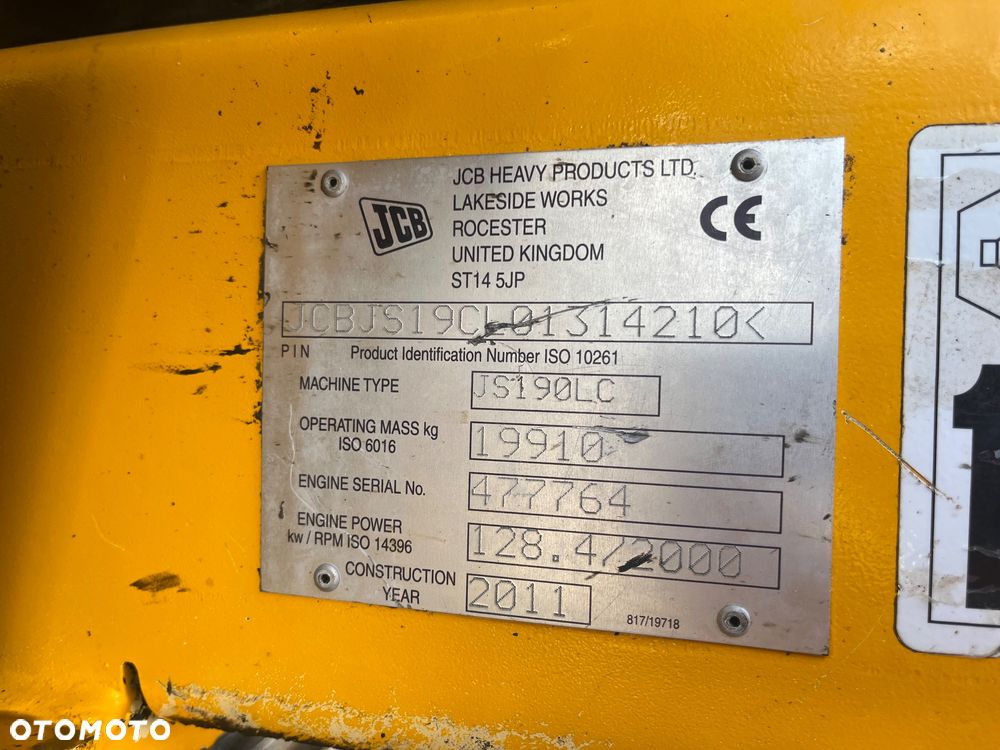 JCB
JCB HEAVY PRODUCTS LTD.
LAKESIDE WORKS
ROCESTER
UNITED KINGDOM
ST14 5JP
CE
JCBJS19CL01314210<
PIN Product Identification Number ISO 10261
MACHINE TYPE JS190LC
OPERATING MASS kg 19910
ISO 6016
ENGINE SERIAL No. 477764
ENGINE POWER 128.4/2000
kw / RPM ISO 14396
CONSTRUCTION 2011
YEAR
817/19718
OTOMOTO